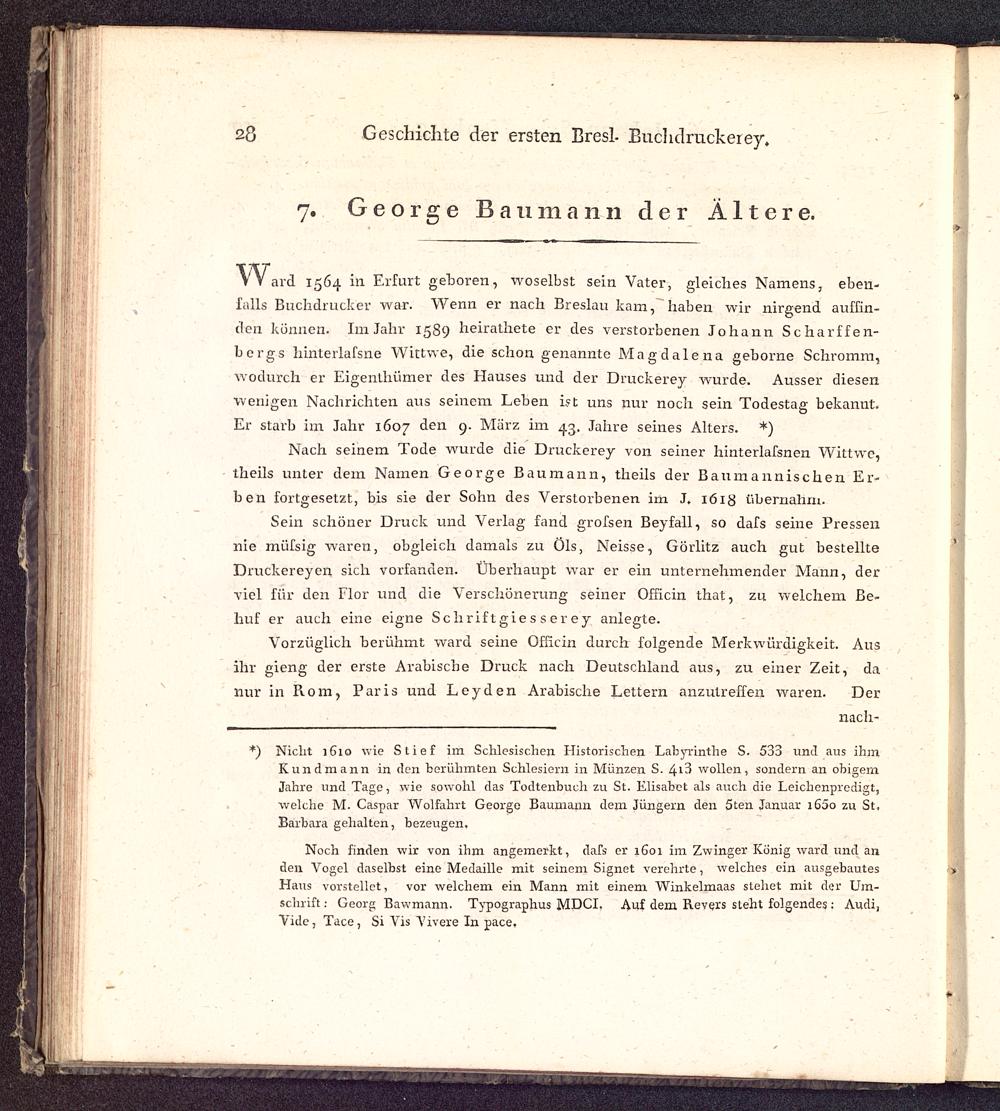 28 Geschichte der ersten Bresl. Buchdruckerey.
7. George Baumann der Ältere.
Ward 1564 in Erfurt geboren, woselbst sein Vater, gleiches Namens, eben-
falls Buchdrucker war. Wenn er nach Breslau kam, haben wir nirgend auffin-
den können. Im Jahr 1589 heirathete er des verstorbenen Johann Scharffen-
bergs hinterlaſsne Wittwe, die schon genannte Magdalena geborne Schromm,
wodurch er Eigenthümer des Hauses und der Druckerey wurde. Ausser diesen
wenigen Nachrichten aus seinem Leben ist uns nur noch sein Todestag bekannt.
Er starb im Jahr 1607 den 9. März im 43. Jahre seines Alters. *)
Nach seinem Tode wurde die Druckerey von seiner hinterlaſsnen Wittwe,
theils unter dem Namen George Baumann, theils der Baumannischen Er-
ben fortgesetzt, bis sie der Sohn des Verstorbenen im J. 1618 übernahm.
Sein schöner Druck und Verlag fand groſsen Beyfall, so daſs seine Pressen
nie müſsig waren, obgleich damals zu Öls, Neisse, Görlitz auch gut bestellte
Druckereyen sich vorfanden. Überhaupt war er ein unternehmender Mann, der
viel für den Flor und die Verschönerung seiner Officin that, zu welchem Be-
huf er auch eine eigne Schriftgiesserey anlegte.
Vorzüglich berühmt ward seine Officin durch folgende Merkwürdigkeit. Aus
ihr gieng der erste Arabische Druck nach Deutschland aus, zu einer Zeit, da
nur in Rom, Paris und Leyden Arabische Lettern anzutreffen waren. Der
nach-
*) Nicht 1610 wie Stief im Schlesischen Historischen Labyrinthe S. 533 und aus ihm
Kundmann in den berühmten Schlesiern in Münzen S. 413 wollen, sondern an obigem
Jahre und Tage, wie sowohl das Todtenbuch zu St. Elisabet als auch die Leichenpredigt,
welche M. Caspar Wolfahrt George Baumann dem Jüngern den 5ten Januar 1650 zu St.
Barbara gehalten, bezeugen.
Noch finden wir von ihm angemerkt, daſs er 1601 im Zwinger König ward und an
den Vogel daselbst eine Medaille mit seinem Signet verehrte, welches ein ausgebautes
Haus vorstellet, vor welchem ein Mann mit einem Winkelmaas stehet mit der Um-
schrift: Georg Bawmann. Typographus MDCI. Auf dem Revers steht folgendes: Audi,
Vide, Tace, Si Vis Vivere In pace.